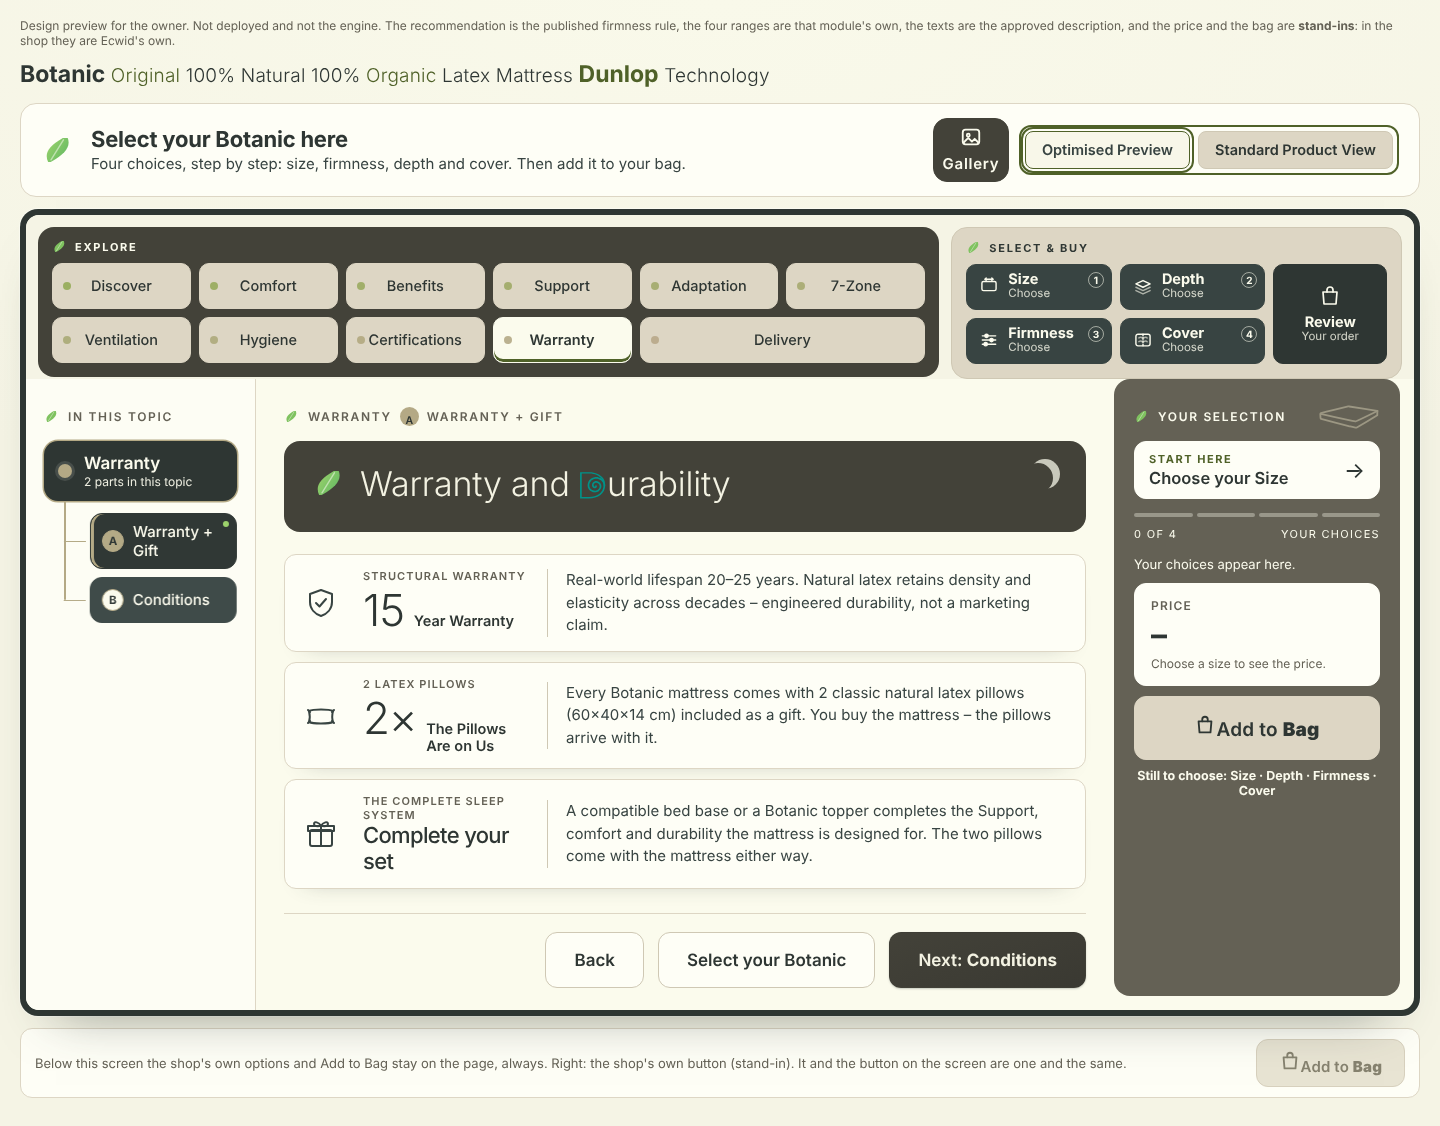 Design preview for the owner. Not deployed and not the engine. The recommendation is the published firmness rule, the four ranges are that module's own, the texts are the approved description, and the price and the bag are stand-ins: in the
shop they are Ecwid's own.
Botanic Original 100% Natural 100% Organic Latex Mattress Dunlop Technology
Select your Botanic here
Four choices, step by step: size, firmness, depth and cover. Then add it to your bag.
Gallery
Optimised Preview
Standard Product View
EXPLORE
Discover
Comfort
Benefits
Support
Adaptation
7-Zone
Ventilation
Hygiene
Certifications
Warranty
Delivery
SELECT & BUY
Size
Choose
1
Depth
Choose
2
Firmness
Choose
3
Cover
Choose
4
Review
Your order
IN THIS TOPIC
Warranty
2 parts in this topic
A
Warranty +
Gift
B
Conditions
WARRANTY A WARRANTY + GIFT
Warranty and Durability
STRUCTURAL WARRANTY
15 Year Warranty
Real-world lifespan 20–25 years. Natural latex retains density and
elasticity across decades – engineered durability, not a marketing
claim.
2 LATEX PILLOWS
2× The Pillows
Are on Us
Every Botanic mattress comes with 2 classic natural latex pillows
(60×40×14 cm) included as a gift. You buy the mattress – the pillows
arrive with it.
THE COMPLETE SLEEP
SYSTEM
Complete your
set
A compatible bed base or a Botanic topper completes the Support,
comfort and durability the mattress is designed for. The two pillows
come with the mattress either way.
Back
Select your Botanic
Next: Conditions
YOUR SELECTION
START HERE
Choose your Size
0 OF 4
YOUR CHOICES
Your choices appear here.
PRICE
–
Choose a size to see the price.
Add to Bag
Still to choose: Size · Depth · Firmness ·
Cover
Below this screen the shop's own options and Add to Bag stay on the page, always. Right: the shop's own button (stand-in). It and the button on the screen are one and the same.
Add to Bag